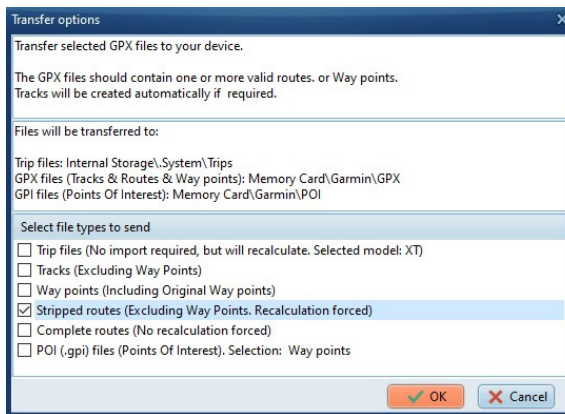 Transfer options
Transfer selected GPX files to your device.
The GPX files should contain one or more valid routes. or Way points.
Tracks will be created automatically if required.
Files will be transferred to:
Trip files: Internal Storage\.System\Trips
GPX files (Tracks & Routes & Way points): Memory Card\Garmin\GPX
GPI files (Points Of Interest): Memory Card\Garmin\POI
Select file types to send
Trip files (No import required, but will recalculate. Selected model: XT)
Tracks (Excluding Way Points)
Way points (Including Original Way points)
Stripped routes (Excluding Way Points. Recalculation forced)
Complete routes (No recalculation forced)
POI (.gpi) files (Points Of Interest). Selection: Way points
OK
Cancel